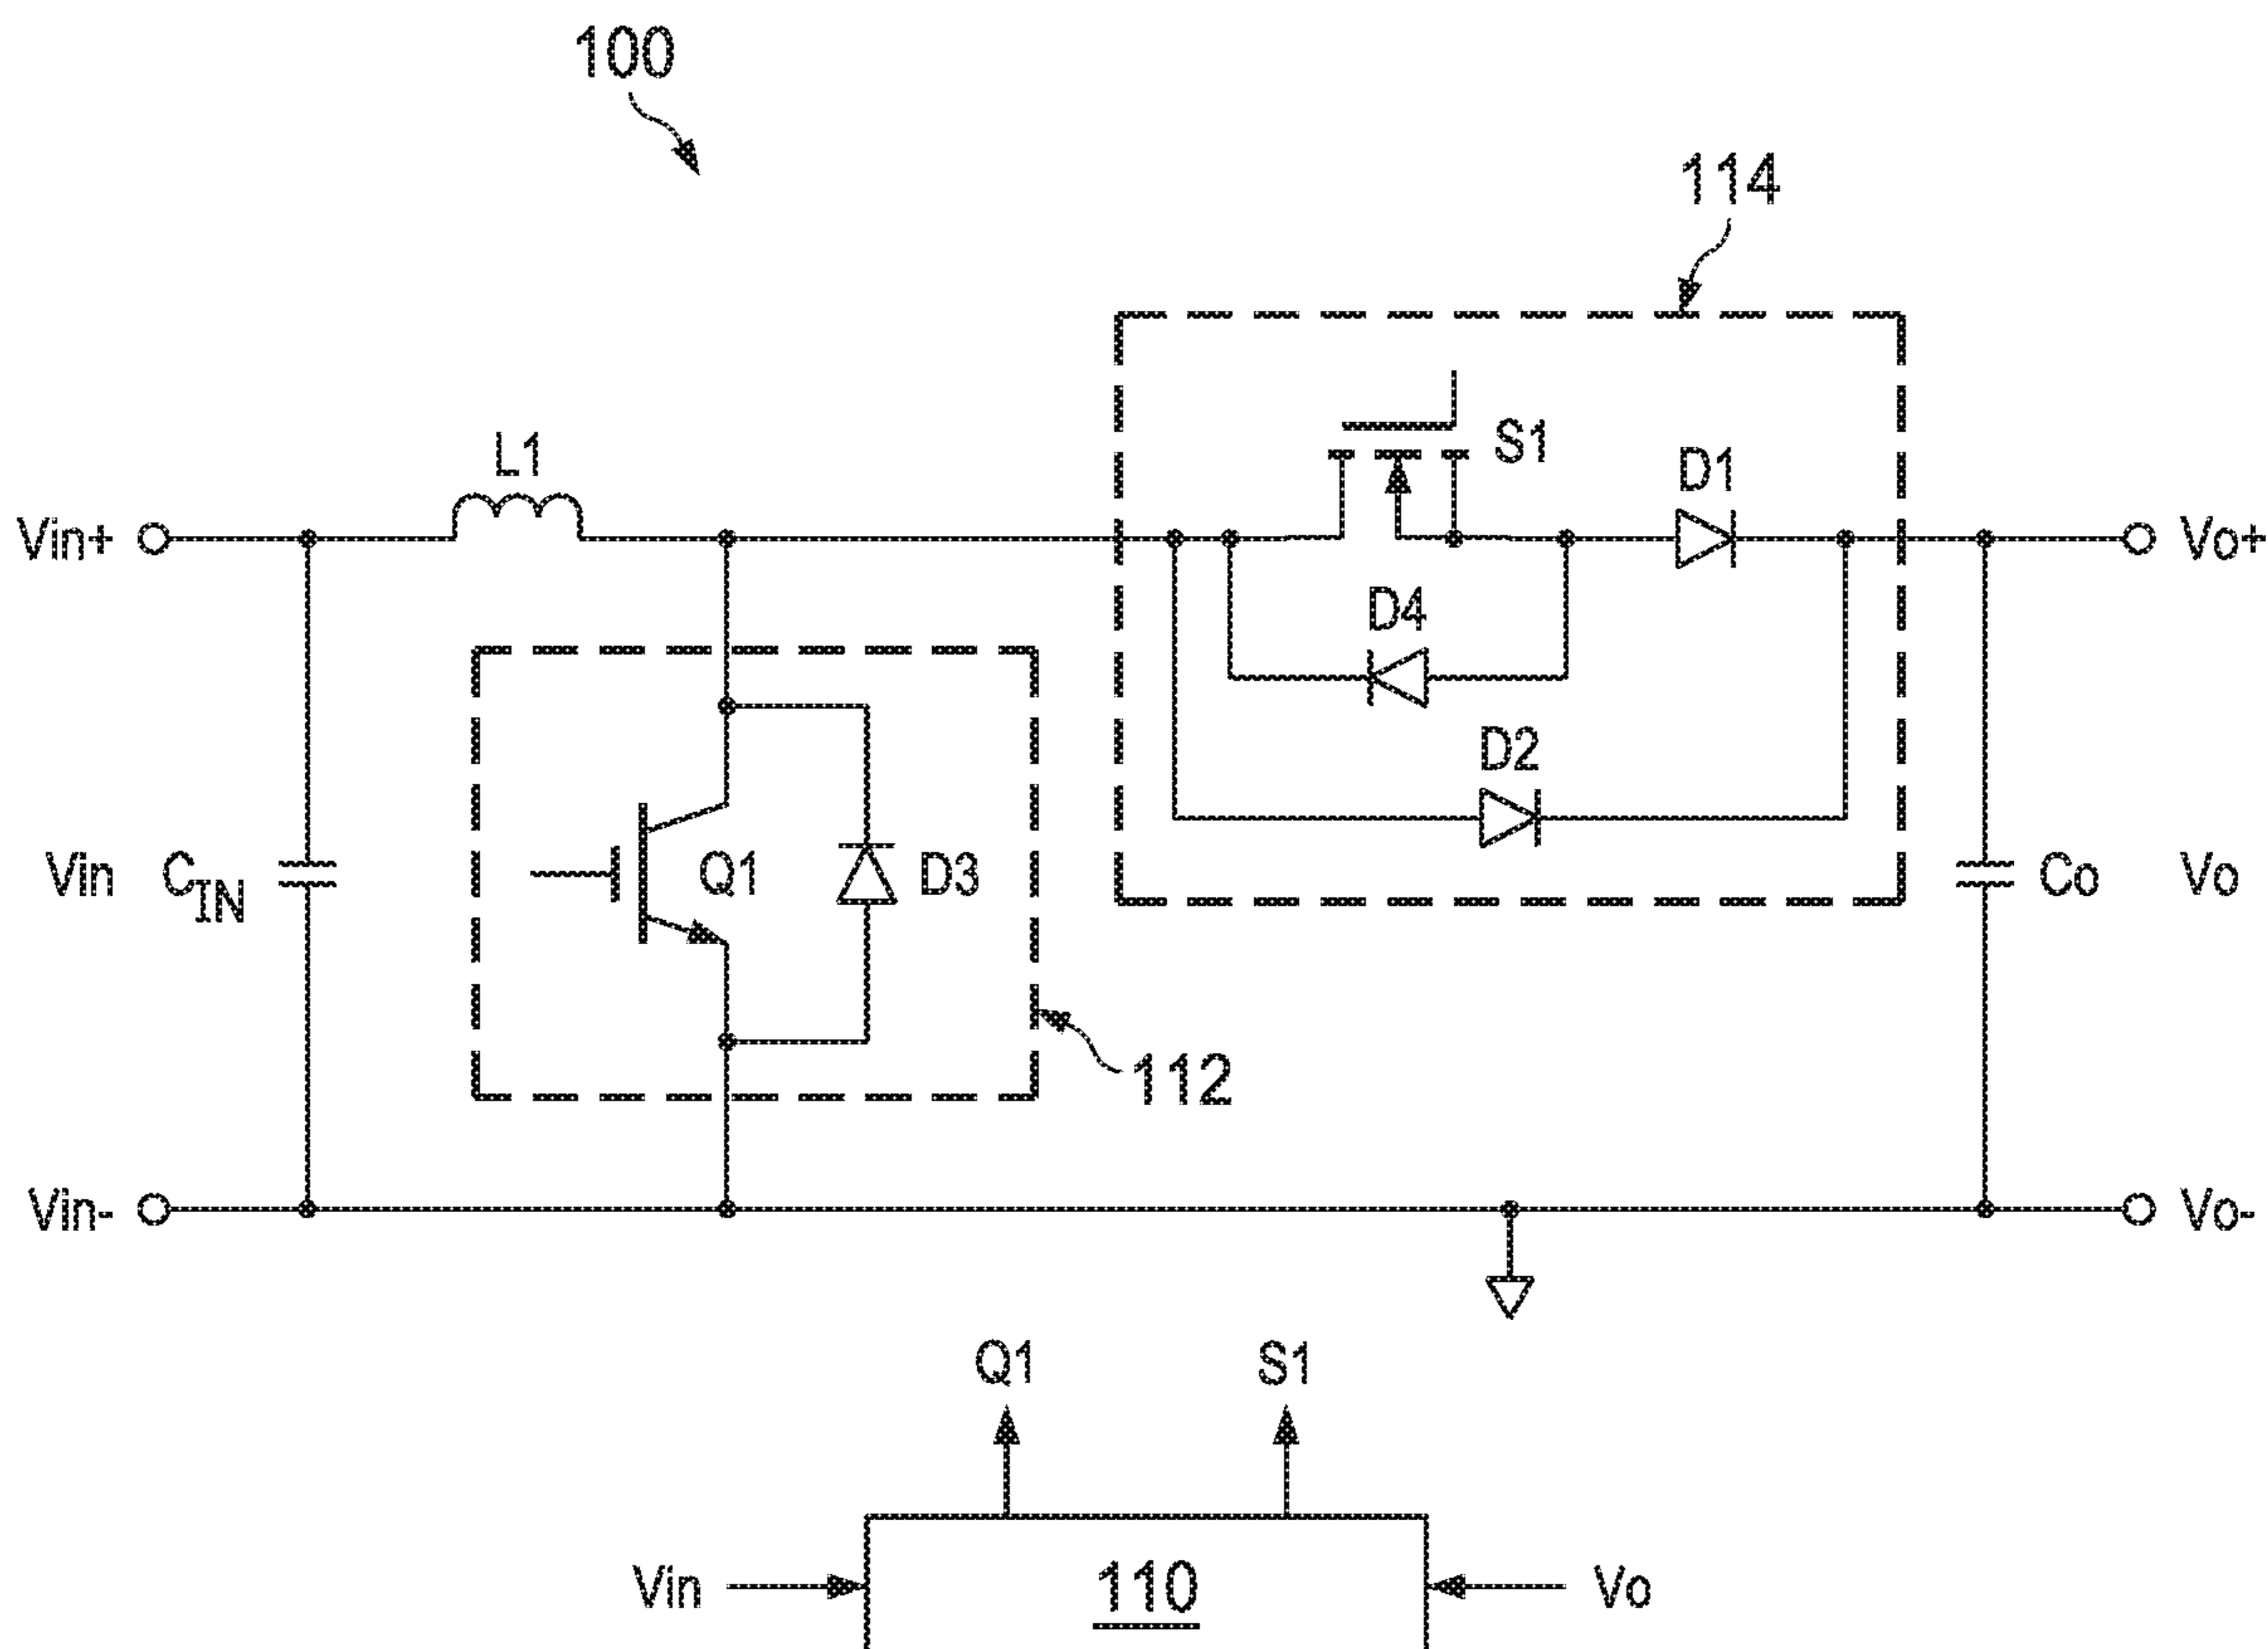 100
114
L1
S1
D1
Vin+
Vo+
D4
D2
Vin
C_IN
Q1
D3
Co
Vo
112
Vin-
Vo-
Q1
S1
Vin
110
Vo